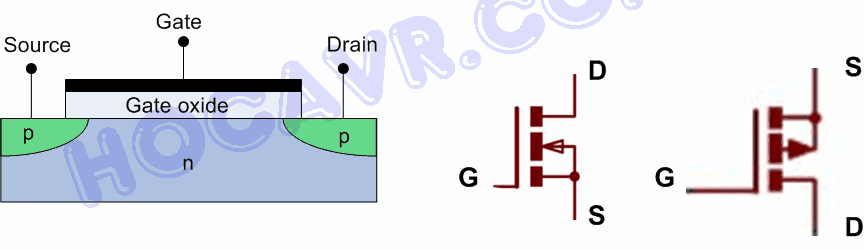 Gate
Source
Drain
Gate oxide
p
p
n
HOCAVR.CO
D
G
S
S
G
D